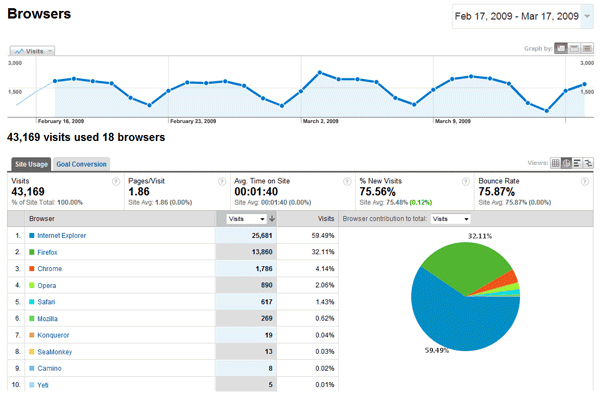 Browsers
Feb 17, 2009 - Mar 17, 2009
Visits
Graph by:
3,000 3,000
1,500 1,500
February 16, 2009 February 23, 2009 March 2, 2009 March 9, 2009
43,169 visits used 18 browsers
Site Usage Goal Conversion Views:
Visits ? Pages/Visit ? Avg. Time on Site ? % New Visits ? Bounce Rate ?
43,169 1.86 00:01:40 75.56% 75.87%
% of Site Total: 100.00% Site Avg: 1.86 (0.00%) Site Avg: 00:01:40 (0.00%) Site Avg: 75.48% (0.12%) Site Avg: 75.87% (0.00%)
Browser Visits Visits Browser contribution to total: Visits
1. Internet Explorer 25,681 59.49%
2. Firefox 13,860 32.11%
3. Chrome 1,786 4.14%
4. Opera 890 2.06%
5. Safari 617 1.43%
6. Mozilla 269 0.62%
7. Konqueror 19 0.04%
8. SeaMonkey 13 0.03%
9. Camino 8 0.02%
10. Yeti 5 0.01%
32.11%
59.49%